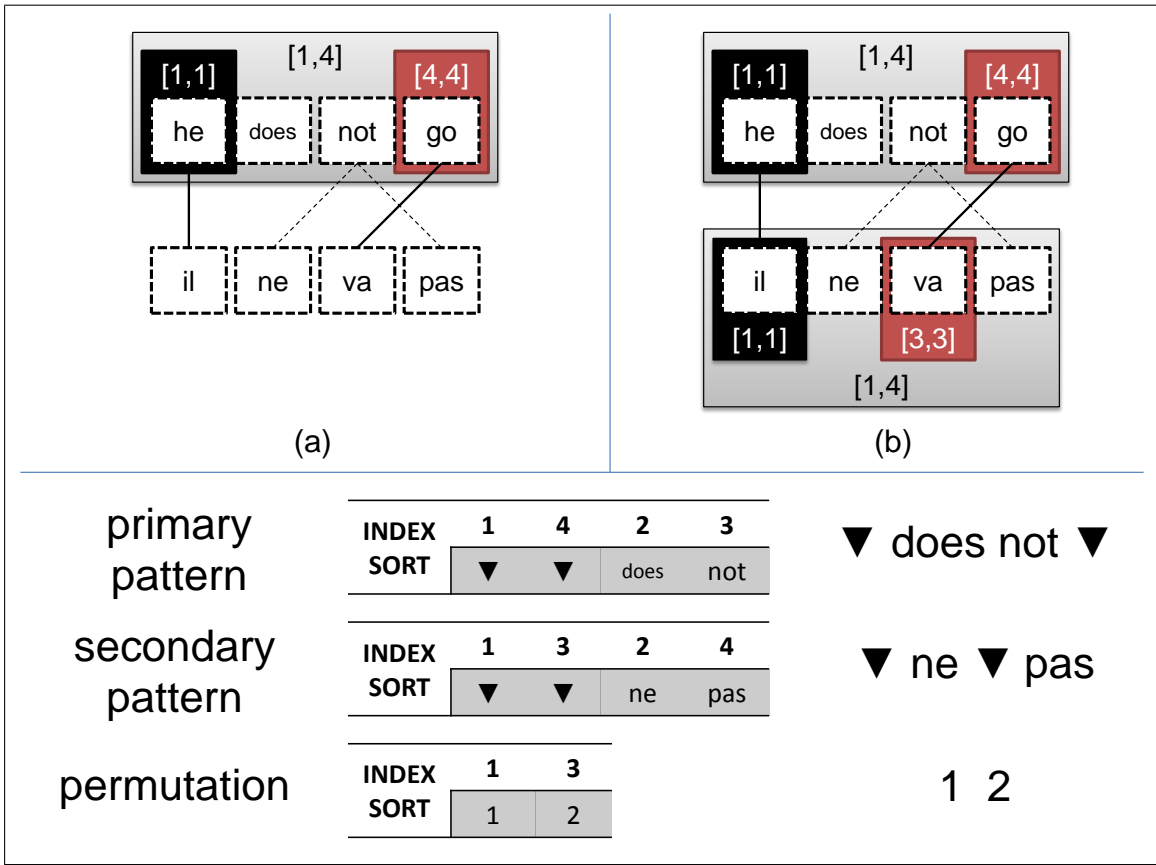 [1,4]
[1,1] [4,4]
he does not go
il ne va pas
(a)
[1,4]
[1,1] [4,4]
he does not go
il ne va pas
[1,1] [3,3]
[1,4]
(b)
primary
pattern
INDEX
SORT
1 4 2 3
▼ ▼ does not
▼ does not ▼
secondary
pattern
INDEX
SORT
1 3 2 4
▼ ▼ ne pas
▼ ne ▼ pas
permutation
INDEX
SORT
1 3
1 2
1 2